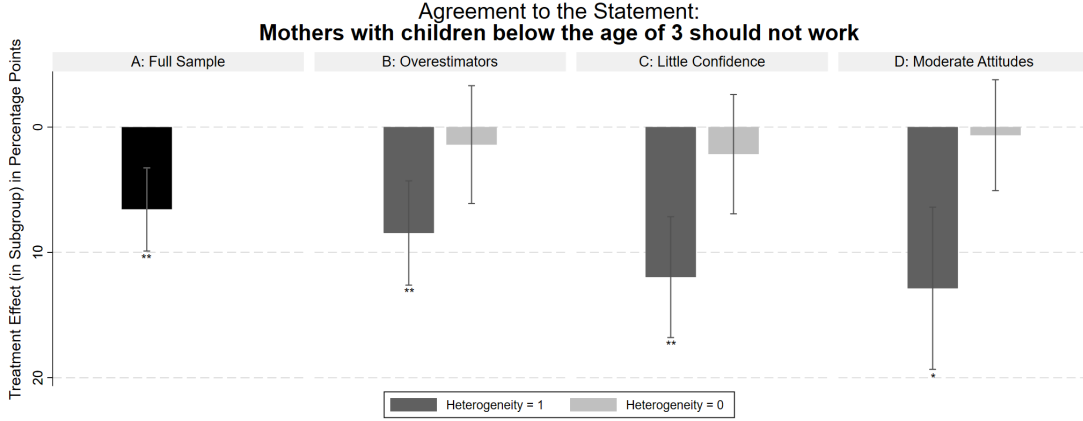 Agreement to the Statement:
Mothers with children below the age of 3 should not work
A: Full Sample
B: Overestimators
C: Little Confidence
D: Moderate Attitudes
Treatment Effect (in Subgroup) in Percentage Points
0
10
20
**
**
**
*
Heterogeneity = 1
Heterogeneity = 0